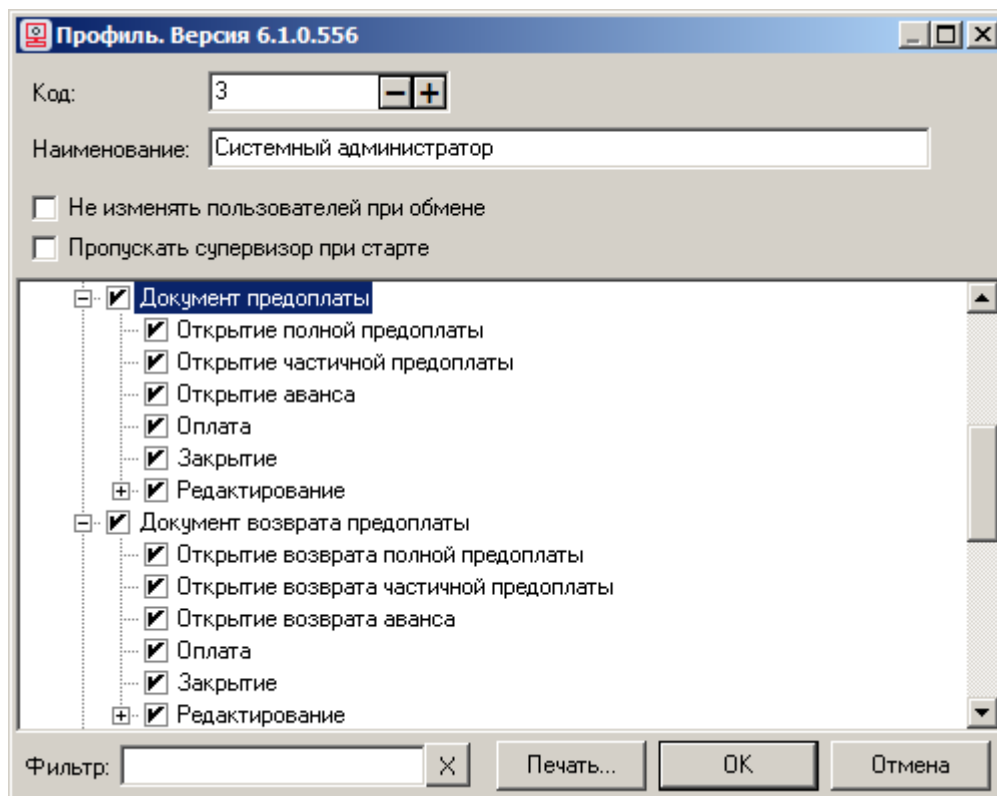 Профиль. Версия 6.1.0.556
Код: 3
Наименование: Системный администратор
Не изменять пользователей при обмене
Пропускать супервизор при старте
Документ предоплаты
Открытие полной предоплаты
Открытие частичной предоплаты
Открытие аванса
Оплата
Закрытие
Редактирование
Документ возврата предоплаты
Открытие возврата полной предоплаты
Открытие возврата частичной предоплаты
Открытие возврата аванса
Оплата
Закрытие
Редактирование
Фильтр: X Печать... ОК Отмена